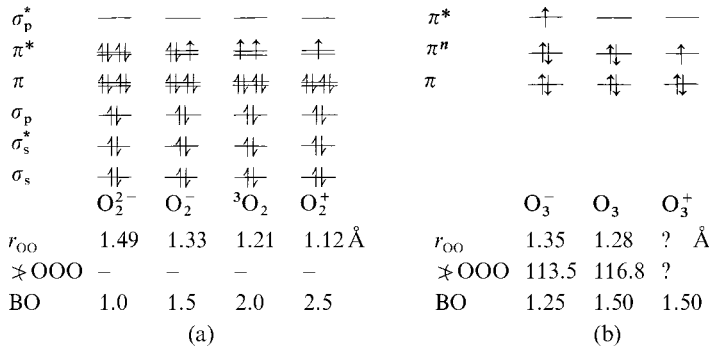 σp* π*
π* πⁿ
π π
σp
σs*
σs
O₂²⁻ O₂⁻ ³O₂ O₂⁺ O₃⁻ O₃ O₃⁺
rOO 1.49 1.33 1.21 1.12 Å rOO 1.35 1.28 ? Å
∡OOO – – – – ∡OOO 113.5 116.8 ?
BO 1.0 1.5 2.0 2.5 BO 1.25 1.50 1.50
(a) (b)